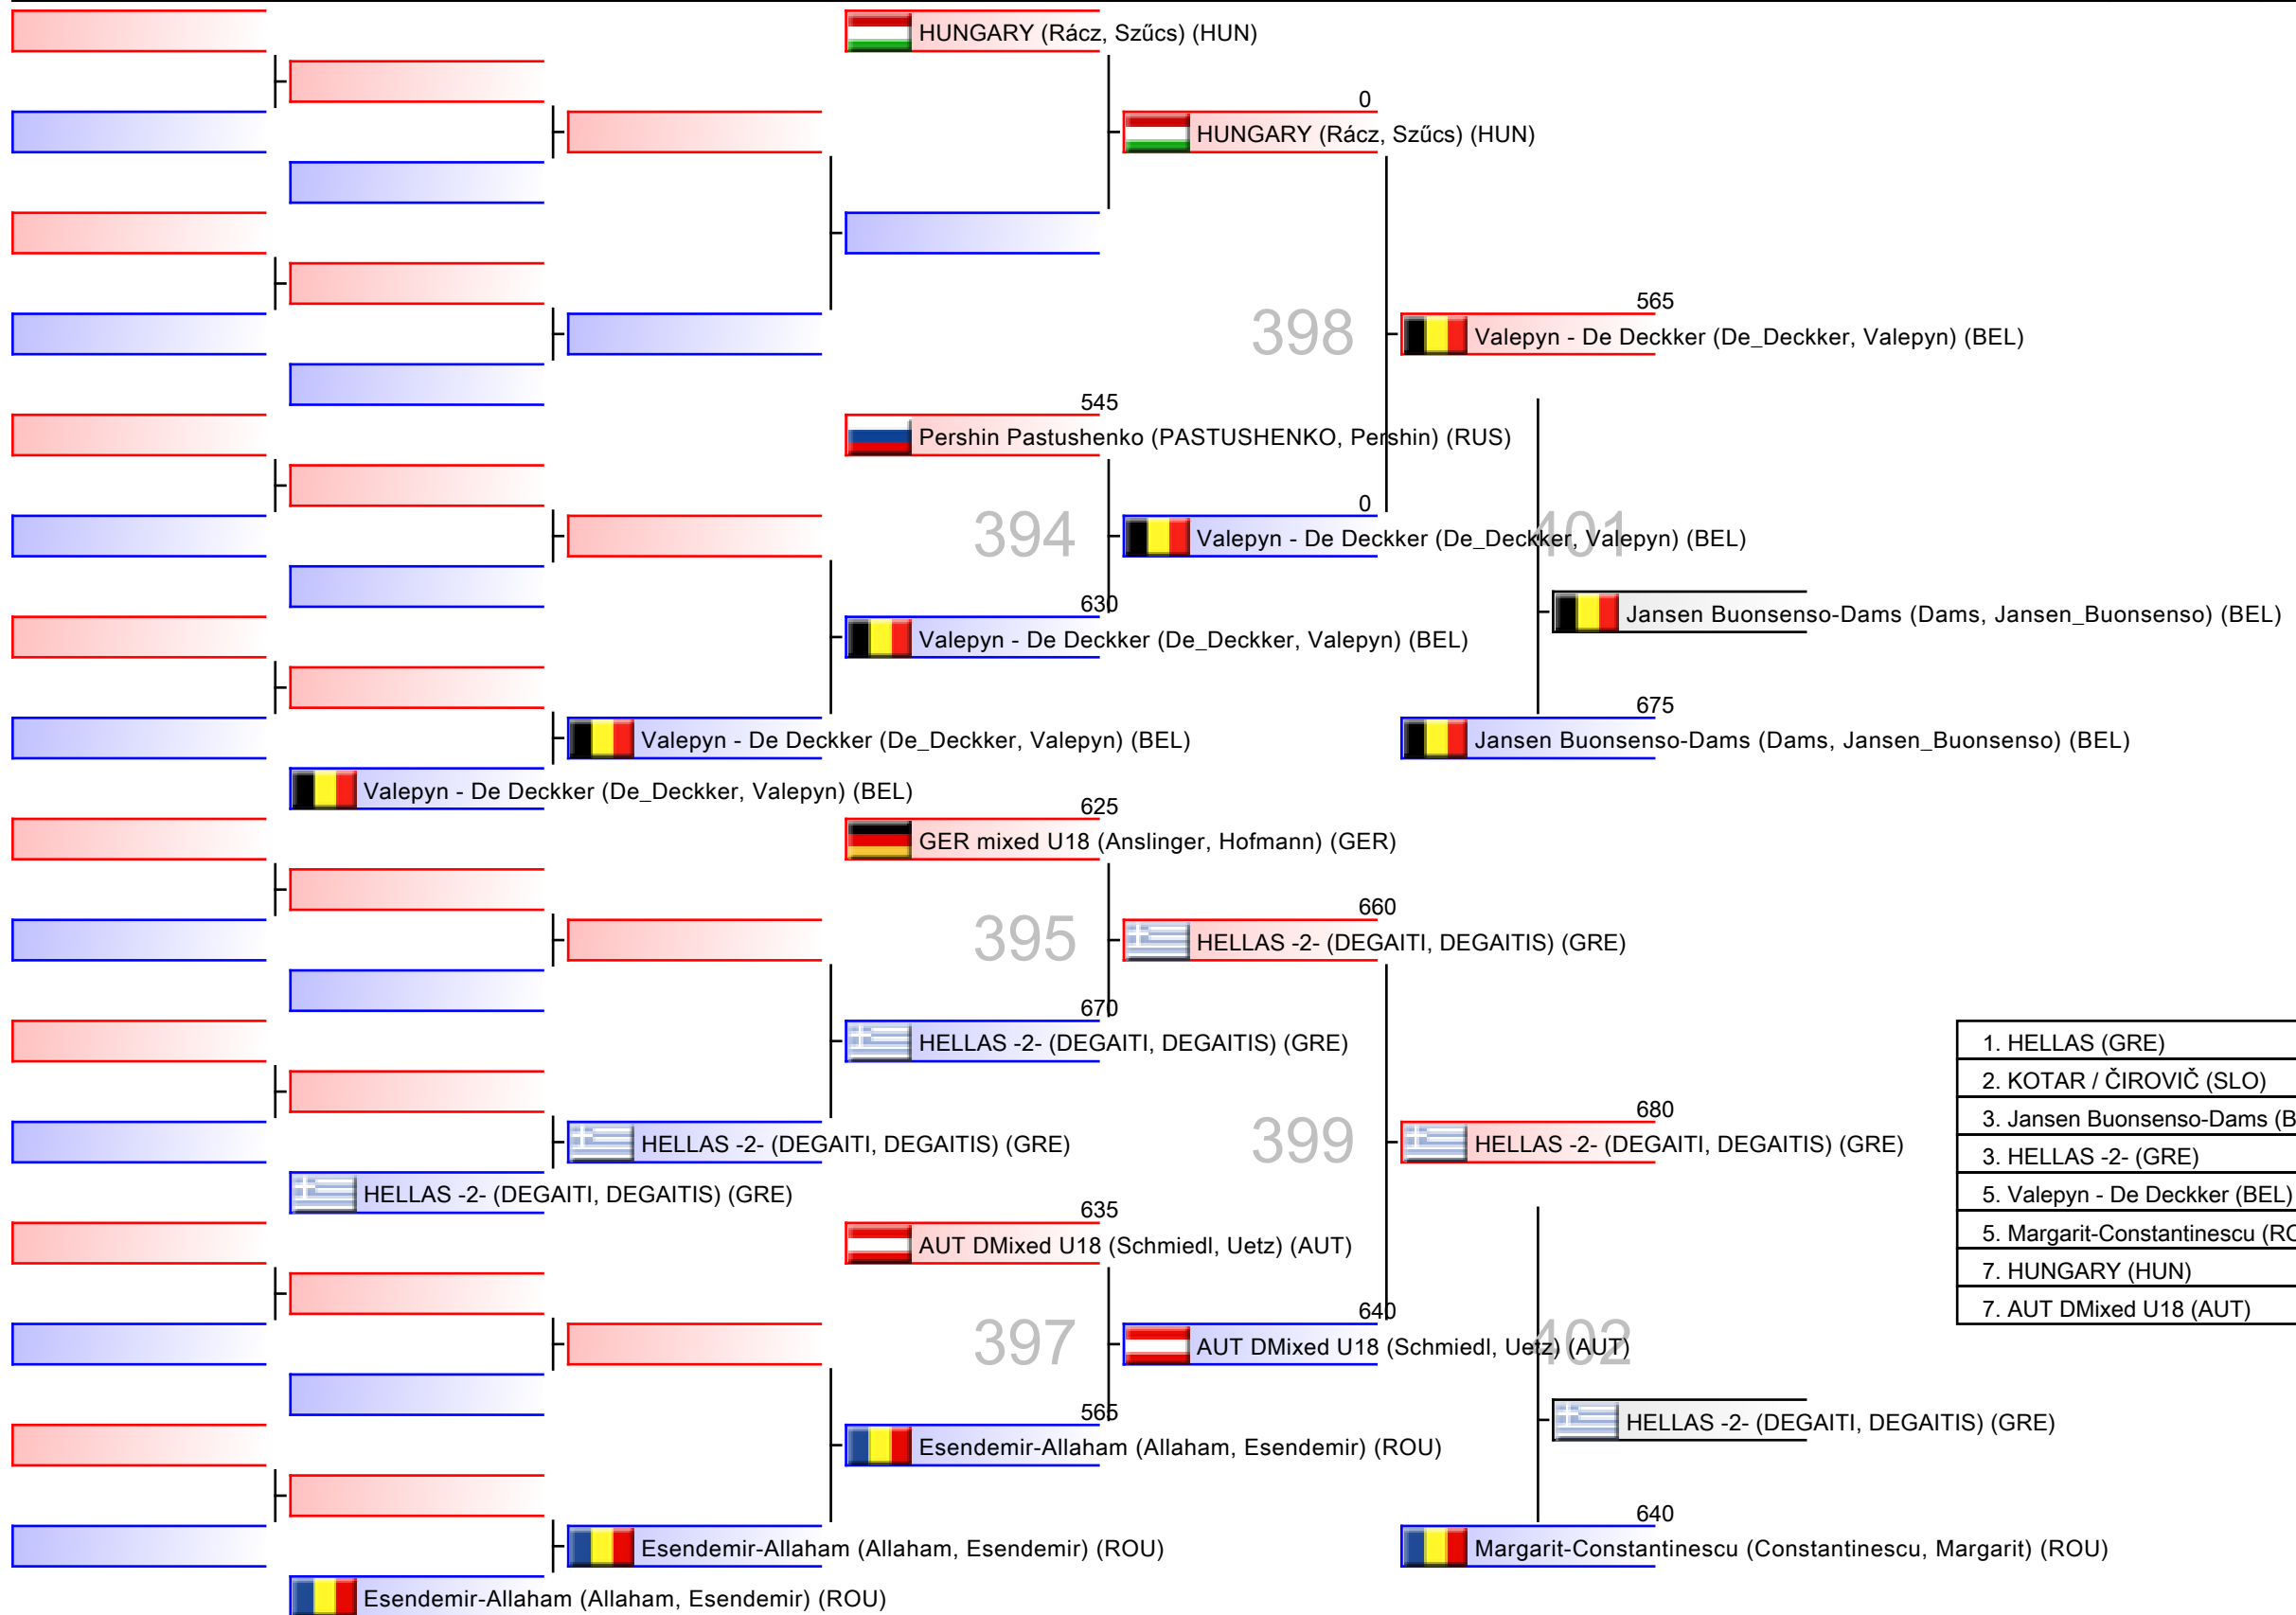 HUNGARY (Rácz, Szűcs) (HUN)
0
HUNGARY (Rácz, Szűcs) (HUN)
398
565
Valepyn - De Deckker (De_Deckker, Valepyn) (BEL)
545
Pershin Pastushenko (PASTUSHENKO, Pershin) (RUS)
394
0
Valepyn - De Deckker (De_Deckker, Valepyn) (BEL)
401
630
Valepyn - De Deckker (De_Deckker, Valepyn) (BEL)
Jansen Buonsenso-Dams (Dams, Jansen_Buonsenso) (BEL)
675
Valepyn - De Deckker (De_Deckker, Valepyn) (BEL)
Jansen Buonsenso-Dams (Dams, Jansen_Buonsenso) (BEL)
Valepyn - De Deckker (De_Deckker, Valepyn) (BEL)
625
GER mixed U18 (Anslinger, Hofmann) (GER)
395
660
HELLAS -2- (DEGAITI, DEGAITIS) (GRE)
670
HELLAS -2- (DEGAITI, DEGAITIS) (GRE)
680
HELLAS -2- (DEGAITI, DEGAITIS) (GRE)
399
HELLAS -2- (DEGAITI, DEGAITIS) (GRE)
HELLAS -2- (DEGAITI, DEGAITIS) (GRE)
635
AUT DMixed U18 (Schmiedl, Uetz) (AUT)
397
640
AUT DMixed U18 (Schmiedl, Uetz) (AUT)
402
565
Esendemir-Allaham (Allaham, Esendemir) (ROU)
HELLAS -2- (DEGAITI, DEGAITIS) (GRE)
640
Esendemir-Allaham (Allaham, Esendemir) (ROU)
Margarit-Constantinescu (Constantinescu, Margarit) (ROU)
Esendemir-Allaham (Allaham, Esendemir) (ROU)
1. HELLAS (GRE)
2. KOTAR / ČIROVIČ (SLO)
3. Jansen Buonsenso-Dams (B
3. HELLAS -2- (GRE)
5. Valepyn - De Deckker (BEL)
5. Margarit-Constantinescu (RO
7. HUNGARY (HUN)
7. AUT DMixed U18 (AUT)